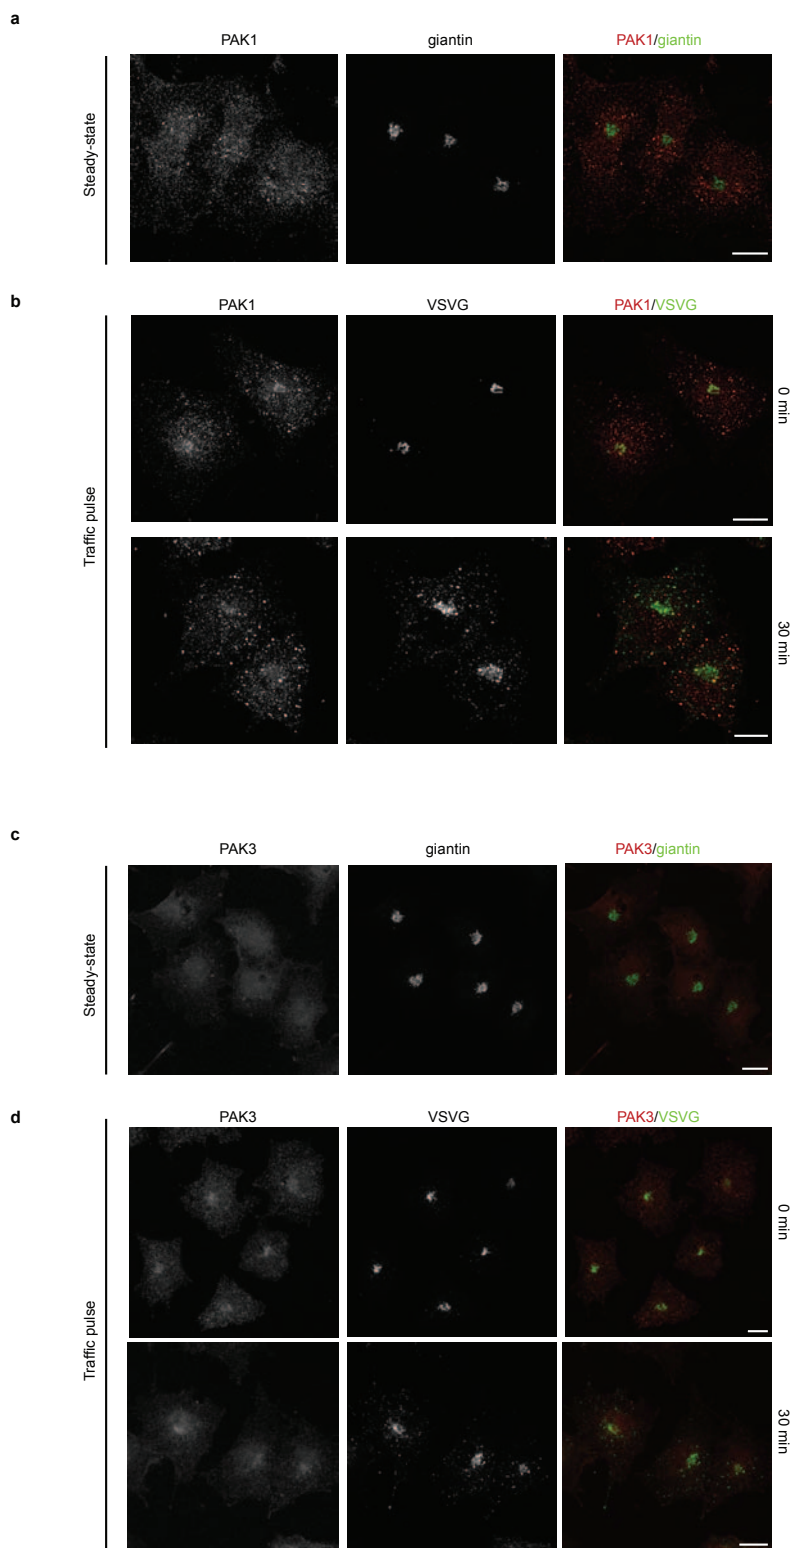 a
PAK1 giantin PAK1/giantin
Steady-state
b
PAK1 VSVG PAK1/VSVG
0 min
Traffic pulse
30 min
c
PAK3 giantin PAK3/giantin
Steady-state
d
PAK3 VSVG PAK3/VSVG
0 min
Traffic pulse
30 min